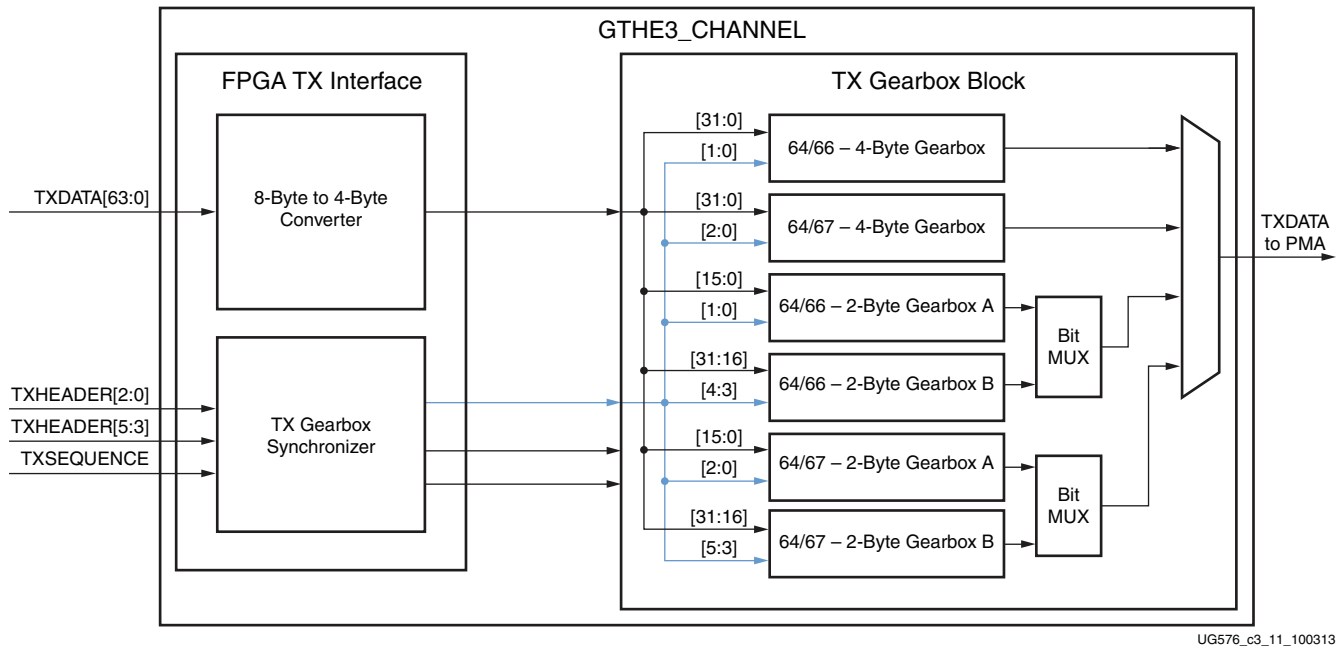 GTHE3_CHANNEL
FPGA TX Interface
8-Byte to 4-Byte
Converter
TX Gearbox
Synchronizer
TXDATA[63:0]
TXHEADER[2:0]
TXHEADER[5:3]
TXSEQUENCE
TX Gearbox Block
[31:0]
[1:0]
64/66 – 4-Byte Gearbox
[31:0]
[2:0]
64/67 – 4-Byte Gearbox
[15:0]
[1:0]
64/66 – 2-Byte Gearbox A
[31:16]
[4:3]
64/66 – 2-Byte Gearbox B
Bit
MUX
[15:0]
[2:0]
64/67 – 2-Byte Gearbox A
[31:16]
[5:3]
64/67 – 2-Byte Gearbox B
Bit
MUX
TXDATA
to PMA
UG576_c3_11_100313